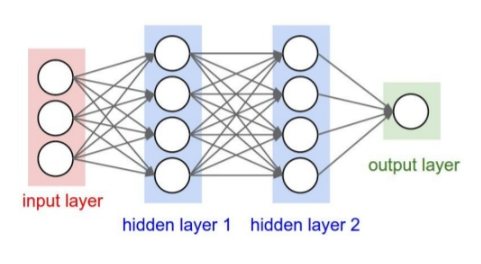 input layer
hidden layer 1
hidden layer 2
output layer